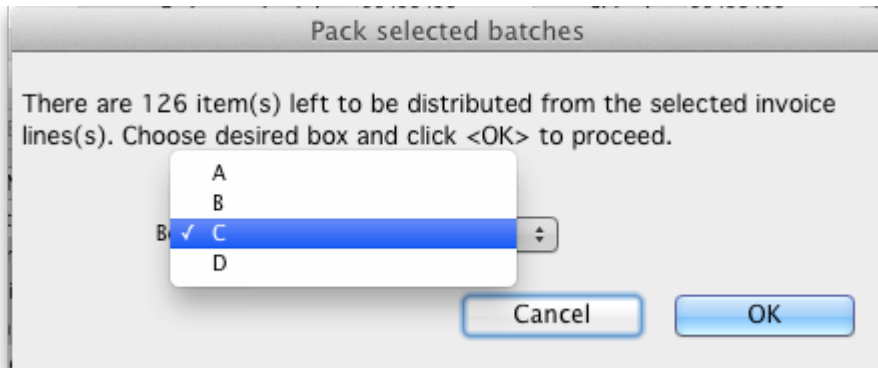 Pack selected batches
There are 126 item(s) left to be distributed from the selected invoice
lines(s). Choose desired box and click <OK> to proceed.
A
B
✓ C
D
Cancel
OK